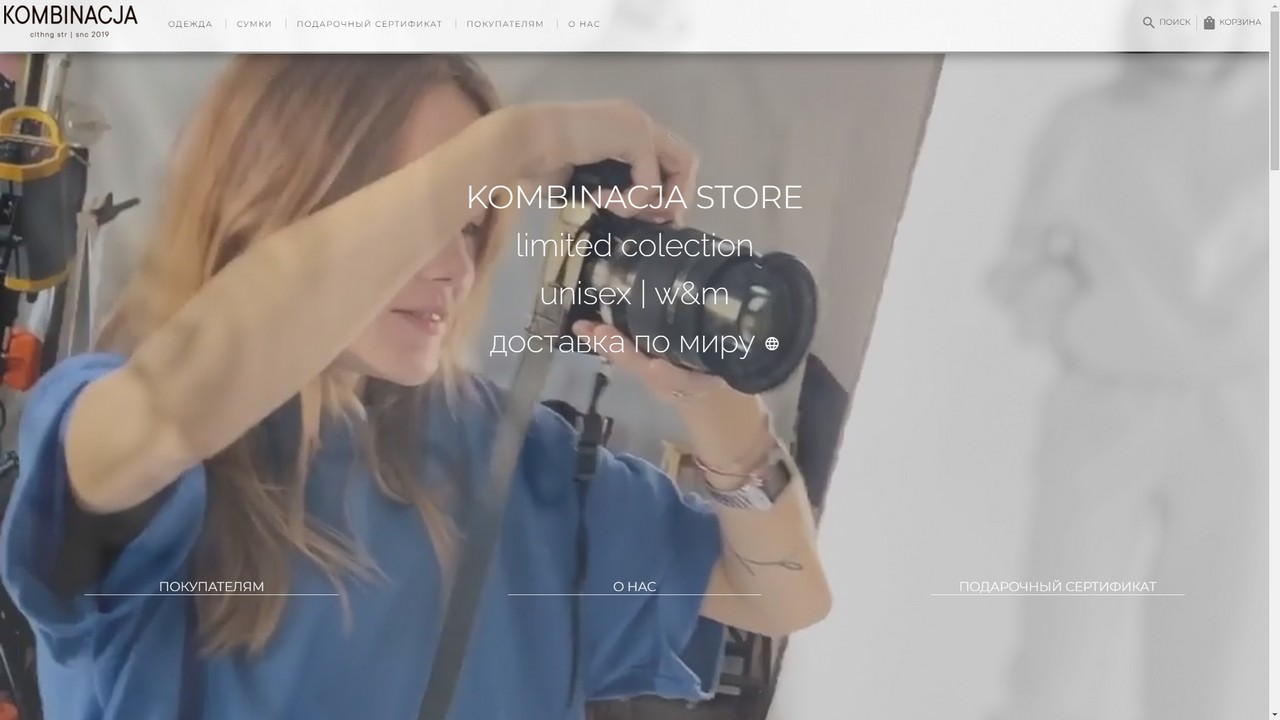 KOMBINACJA
clthng str | snc 2019
ОДЕЖДА
СУМКИ
ПОДАРОЧНЫЙ СЕРТИФИКАТ
ПОКУПАТЕЛЯМ
О НАС
ПОИСК
КОРЗИНА
KOMBINACJA STORE
limited colection
unisex | w&m
доставка по миру
ПОКУПАТЕЛЯМ
О НАС
ПОДАРОЧНЫЙ СЕРТИФИКАТ